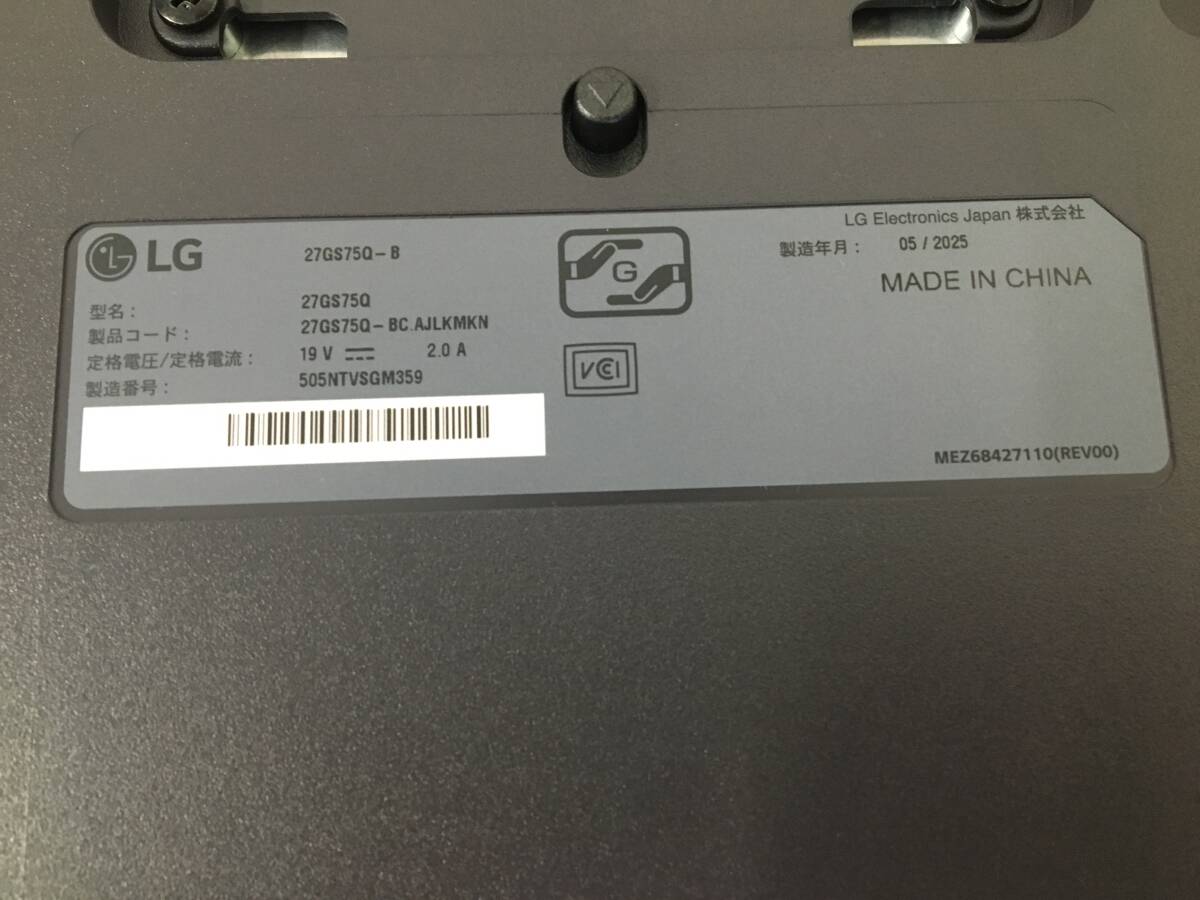 LG
27GS75Q-B
型名: 27GS75Q
製品コード: 27GS75Q-BC.AJLKMKN
定格電圧/定格電流: 19 V 2.0 A
製造番号: 505NTVSGM359
G
VCCI
LG Electronics Japan 株式会社
製造年月: 05 / 2025
MADE IN CHINA
MEZ68427110(REV00)